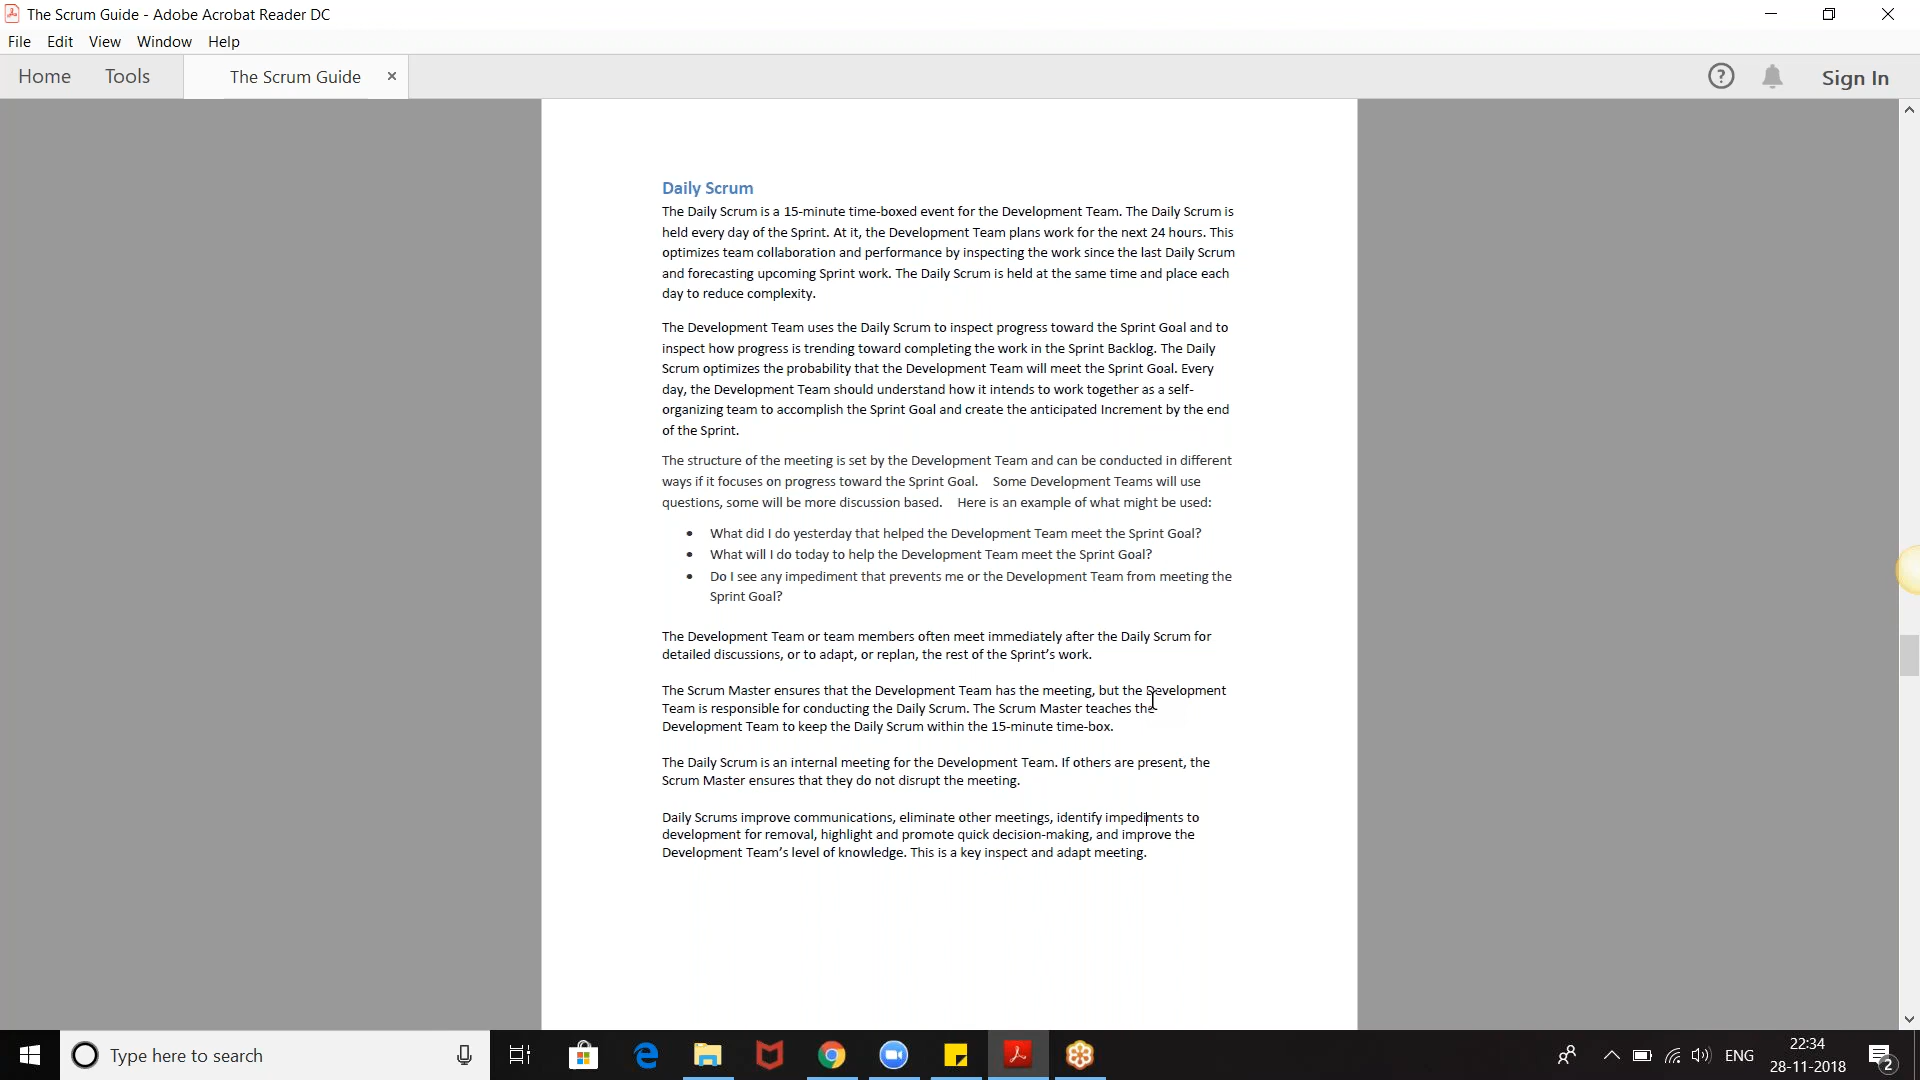 The Scrum Guide - Adobe Acrobat Reader DC
File Edit View Window Help
Home Tools The Scrum Guide × ? Sign In
Daily Scrum
The Daily Scrum is a 15-minute time-boxed event for the Development Team. The Daily Scrum is
held every day of the Sprint. At it, the Development Team plans work for the next 24 hours. This
optimizes team collaboration and performance by inspecting the work since the last Daily Scrum
and forecasting upcoming Sprint work. The Daily Scrum is held at the same time and place each
day to reduce complexity.
The Development Team uses the Daily Scrum to inspect progress toward the Sprint Goal and to
inspect how progress is trending toward completing the work in the Sprint Backlog. The Daily
Scrum optimizes the probability that the Development Team will meet the Sprint Goal. Every
day, the Development Team should understand how it intends to work together as a self-
organizing team to accomplish the Sprint Goal and create the anticipated Increment by the end
of the Sprint.
The structure of the meeting is set by the Development Team and can be conducted in different
ways if it focuses on progress toward the Sprint Goal. Some Development Teams will use
questions, some will be more discussion based. Here is an example of what might be used:
• What did I do yesterday that helped the Development Team meet the Sprint Goal?
• What will I do today to help the Development Team meet the Sprint Goal?
• Do I see any impediment that prevents me or the Development Team from meeting the
Sprint Goal?
The Development Team or team members often meet immediately after the Daily Scrum for
detailed discussions, or to adapt, or replan, the rest of the Sprint's work.
The Scrum Master ensures that the Development Team has the meeting, but the Development
Team is responsible for conducting the Daily Scrum. The Scrum Master teaches the
Development Team to keep the Daily Scrum within the 15-minute time-box.
The Daily Scrum is an internal meeting for the Development Team. If others are present, the
Scrum Master ensures that they do not disrupt the meeting.
Daily Scrums improve communications, eliminate other meetings, identify impediments to
development for removal, highlight and promote quick decision-making, and improve the
Development Team's level of knowledge. This is a key inspect and adapt meeting.
Type here to search
ENG
22:34
28-11-2018
2